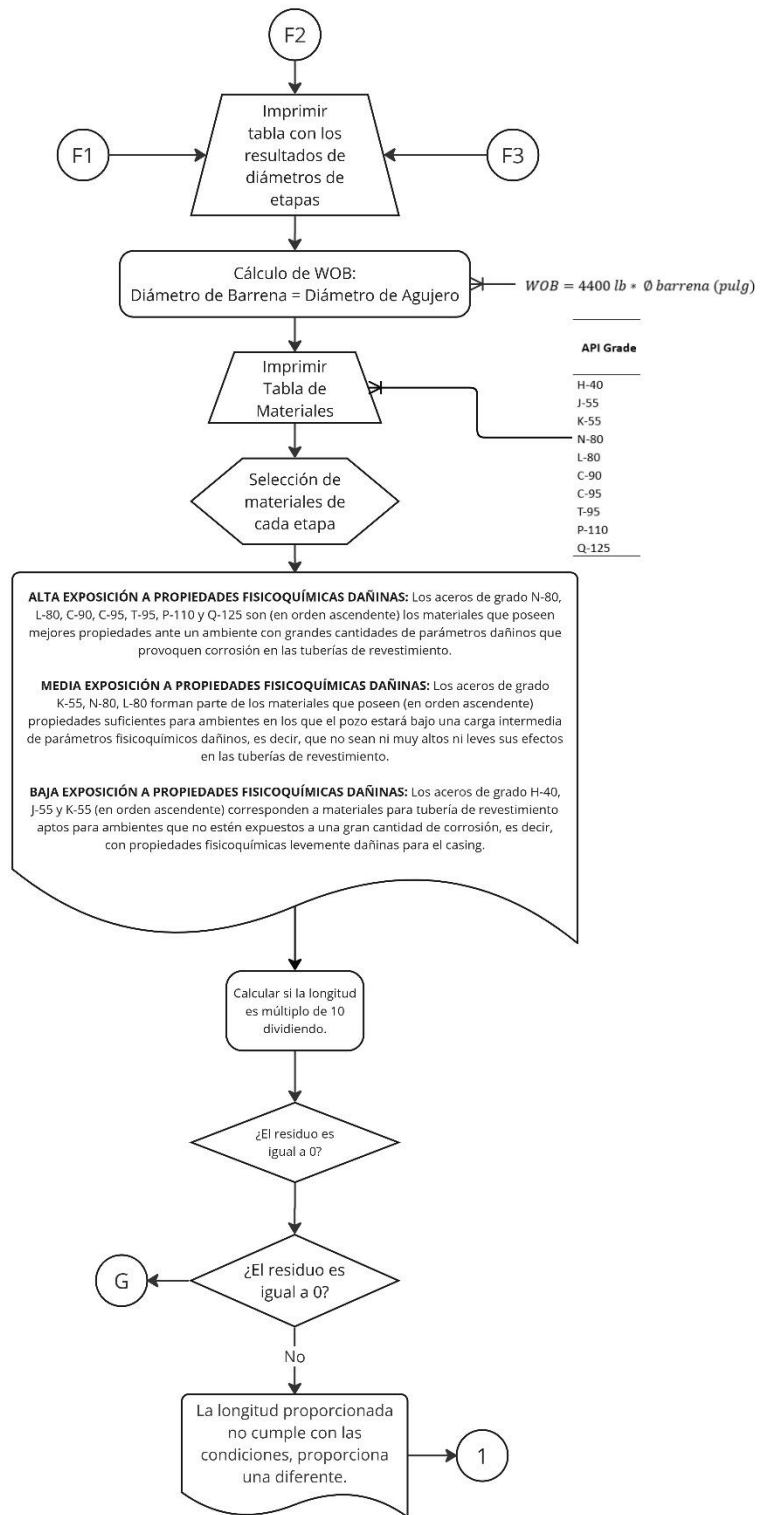 F2
Imprimir
tabla con los
resultados de
diámetros de
etapas
F1
F3
Cálculo de WOB:
Diámetro de Barrena = Diámetro de Agujero
WOB = 4400 lb * Ø barrena (pulg)
API Grade
H-40
J-55
K-55
N-80
L-80
C-90
C-95
T-95
P-110
Q-125
Imprimir
Tabla de
Materiales
Selección de
materiales de
cada etapa
ALTA EXPOSICIÓN A PROPIEDADES FISICOQUÍMICAS DAÑINAS: Los aceros de grado N-80,
L-80, C-90, C-95, T-95, P-110 y Q-125 son (en orden ascendente) los materiales que poseen
mejores propiedades ante un ambiente con grandes cantidades de parámetros dañinos que
provoquen corrosión en las tuberías de revestimiento.
MEDIA EXPOSICIÓN A PROPIEDADES FISICOQUÍMICAS DAÑINAS: Los aceros de grado
K-55, N-80, L-80 forman parte de los materiales que poseen (en orden ascendente)
propiedades suficientes para ambientes en los que el pozo estará bajo una carga intermedia
de parámetros fisicoquímicos dañinos, es decir, que no sean ni muy altos ni leves sus efectos
en las tuberías de revestimiento.
BAJA EXPOSICIÓN A PROPIEDADES FISICOQUÍMICAS DAÑINAS: Los aceros de grado H-40,
J-55 y K-55 (en orden ascendente) corresponden a materiales para tubería de revestimiento
aptos para ambientes que no estén expuestos a una gran cantidad de corrosión, es decir,
con propiedades fisicoquímicas levemente dañinas para el casing.
Calcular si la longitud
es múltiplo de 10
dividiendo.
¿El residuo es
igual a 0?
¿El residuo es
igual a 0?
G
No
La longitud proporcionada
no cumple con las
condiciones, proporciona
una diferente.
1